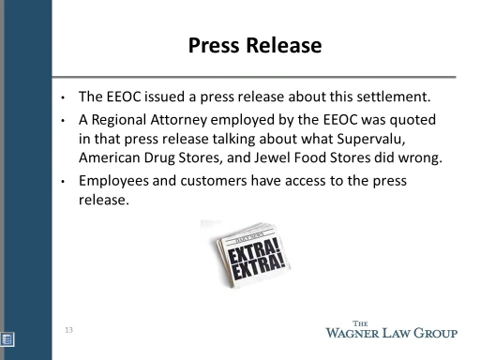 Press Release
• The EEOC issued a press release about this settlement.
• A Regional Attorney employed by the EEOC was quoted
in that press release talking about what Supervalu,
American Drug Stores, and Jewel Food Stores did wrong.
• Employees and customers have access to the press
release.
DAILY NEWS
EXTRA!
EXTRA!
13
THE
WAGNER LAW GROUP